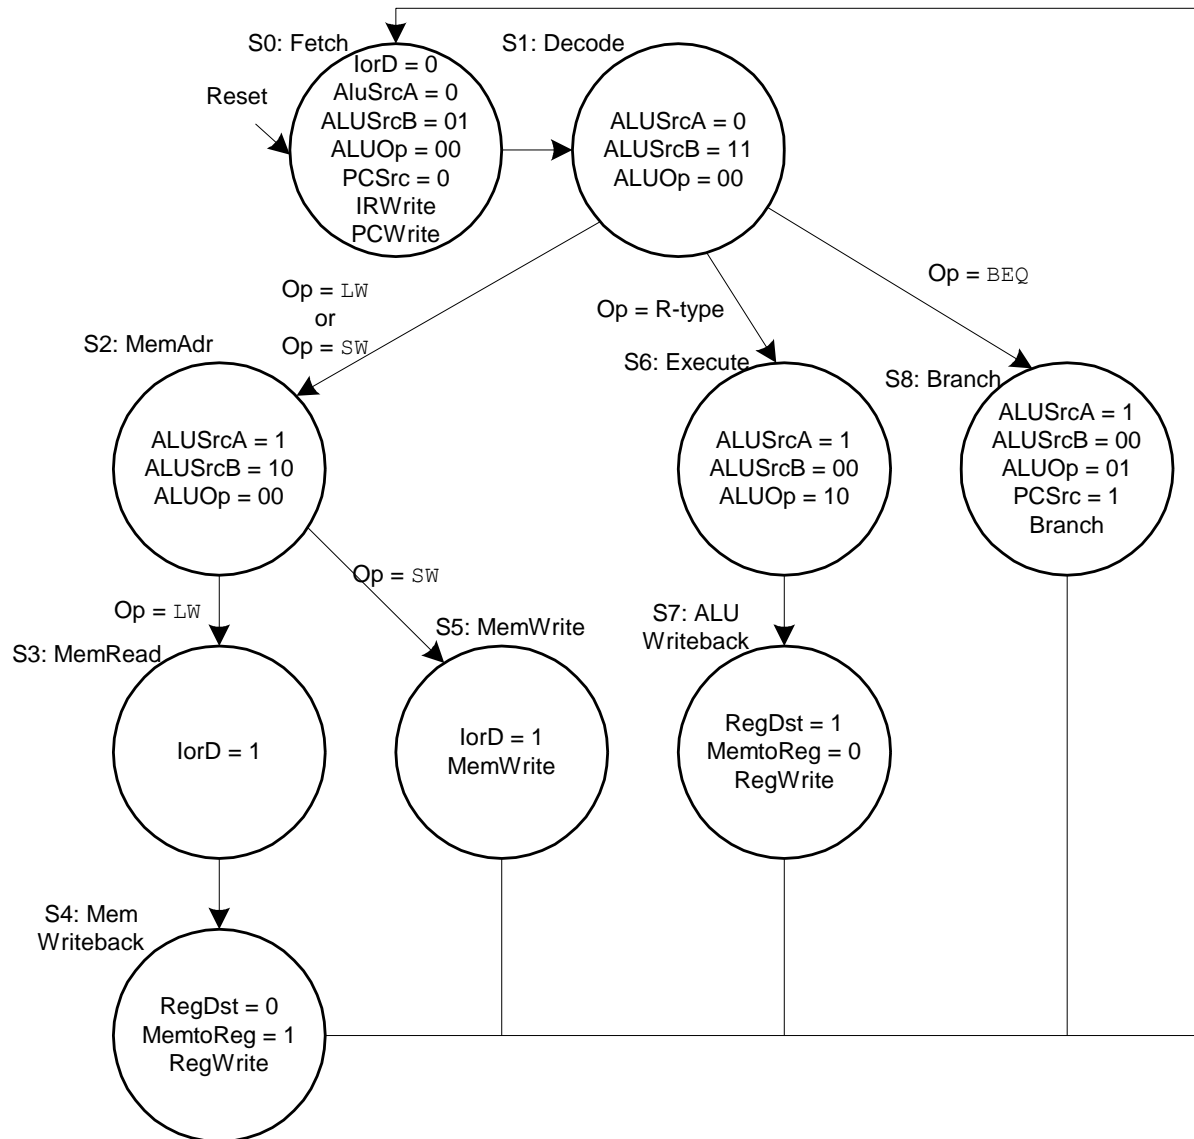 S0: Fetch
IorD = 0
AluSrcA = 0
ALUSrcB = 01
ALUOp = 00
PCSrc = 0
IRWrite
PCWrite
Reset
S1: Decode
ALUSrcA = 0
ALUSrcB = 11
ALUOp = 00
Op = LW
or
Op = SW
Op = R-type
Op = BEQ
S2: MemAdr
ALUSrcA = 1
ALUSrcB = 10
ALUOp = 00
S6: Execute
ALUSrcA = 1
ALUSrcB = 00
ALUOp = 10
S8: Branch
ALUSrcA = 1
ALUSrcB = 00
ALUOp = 01
PCSrc = 1
Branch
Op = LW
Op = SW
S3: MemRead
IorD = 1
S5: MemWrite
IorD = 1
MemWrite
S7: ALU
Writeback
RegDst = 1
MemtoReg = 0
RegWrite
S4: Mem
Writeback
RegDst = 0
MemtoReg = 1
RegWrite